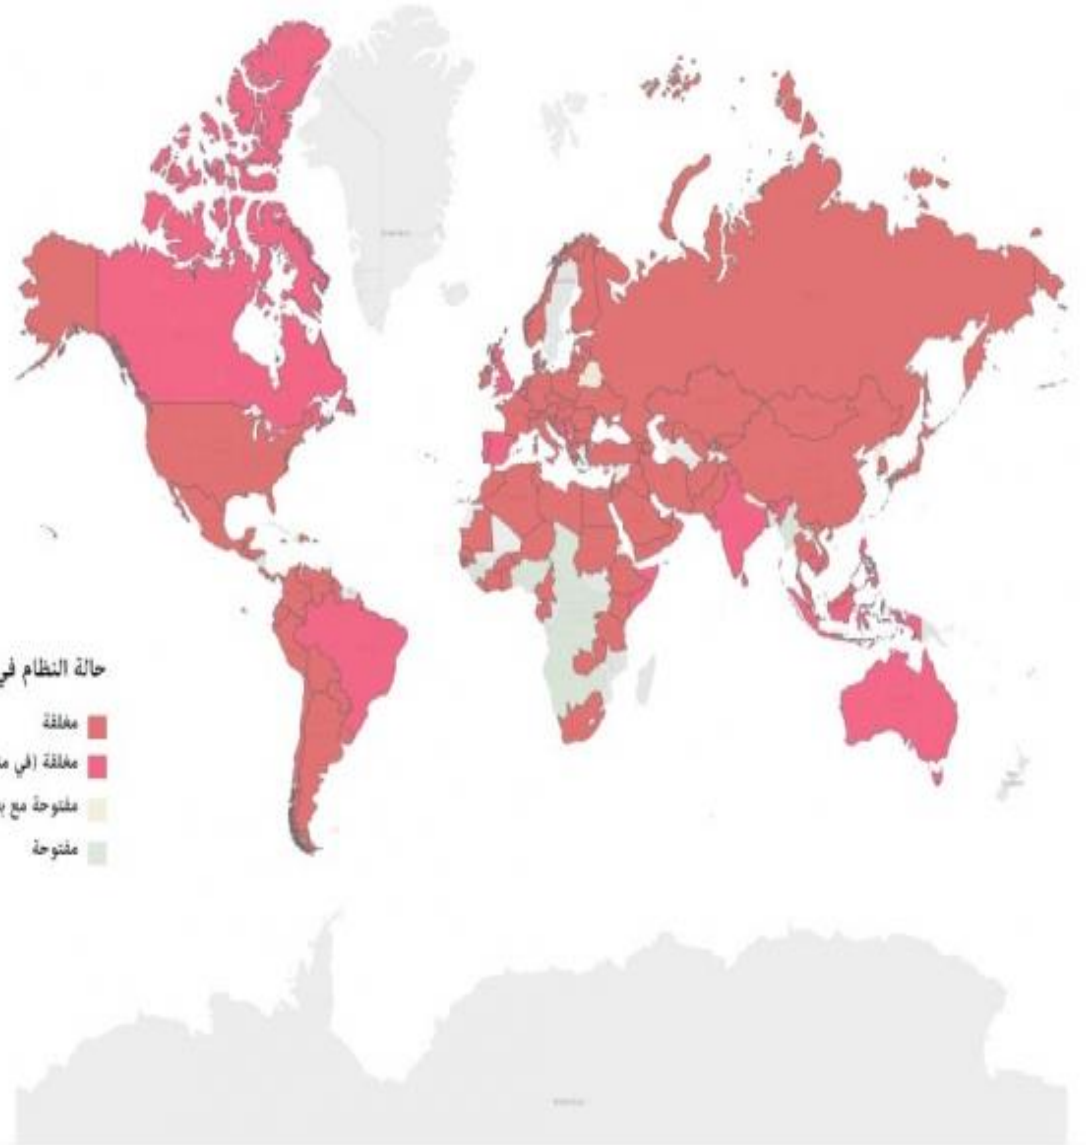 حالة النظام في
مغلقة
مغلقة (في م
مفتوحة مع ب
مفتوحة